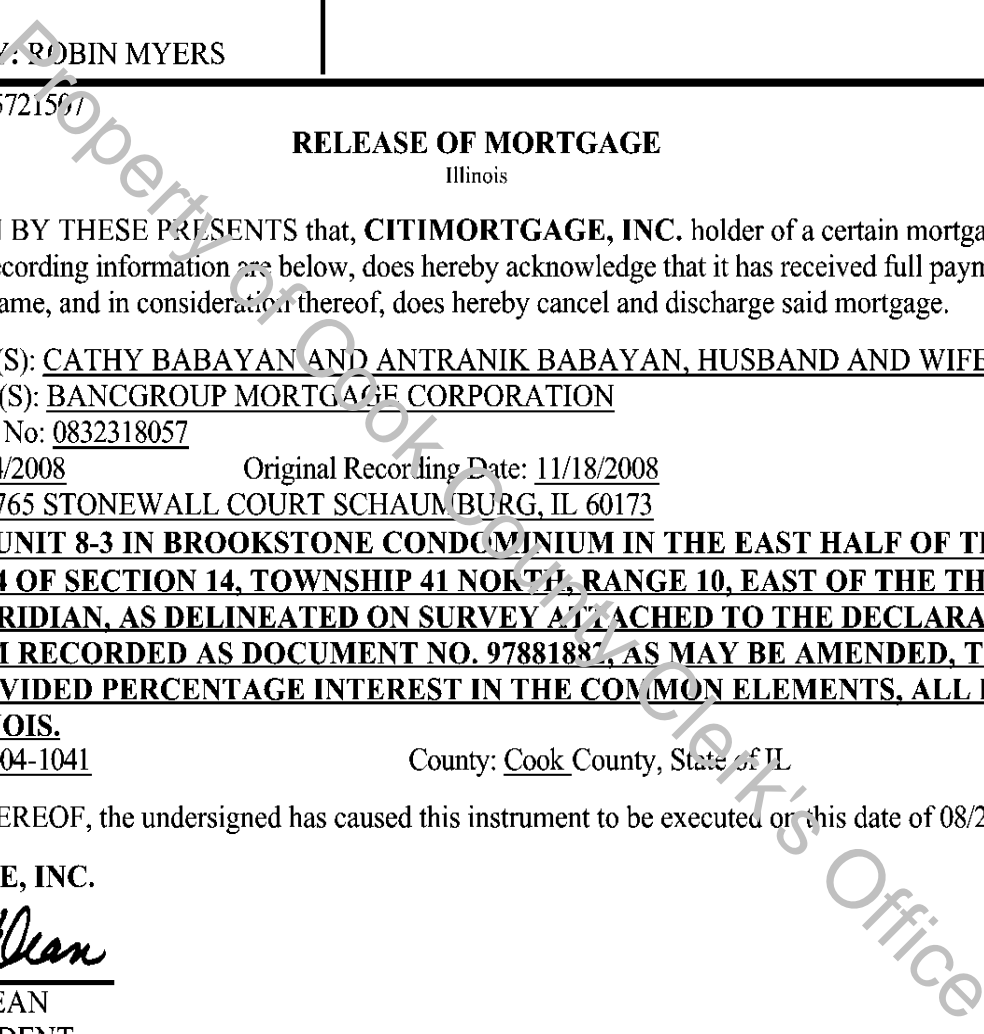 Y: ROBIN MYERS
5721597
RELEASE OF MORTGAGE
Illinois
N BY THESE PRESENTS that, CITIMORTGAGE, INC. holder of a certain mortga
ecording information are below, does hereby acknowledge that it has received full paym
ame, and in consideration thereof, does hereby cancel and discharge said mortgage.
(S): CATHY BABAYAN AND ANTRANIK BABAYAN, HUSBAND AND WIFE
(S): BANCGROUP MORTGAGE CORPORATION
No: 0832318057
4/2008 Original Recording Date: 11/18/2008
765 STONEWALL COURT SCHAUMBURG, IL 60173
UNIT 8-3 IN BROOKSTONE CONDOMINIUM IN THE EAST HALF OF T
4 OF SECTION 14, TOWNSHIP 41 NORTH, RANGE 10, EAST OF THE TH
RIDIAN, AS DELINEATED ON SURVEY ATTACHED TO THE DECLARA
M RECORDED AS DOCUMENT NO. 97881882, AS MAY BE AMENDED, T
VIDED PERCENTAGE INTEREST IN THE COMMON ELEMENTS, ALL
NOIS.
04-1041 County: Cook County, State of IL
EREOF, the undersigned has caused this instrument to be executed on this date of 08/2
E, INC.
Dean
EAN
DENT
Property of Cook County Clerk's Office